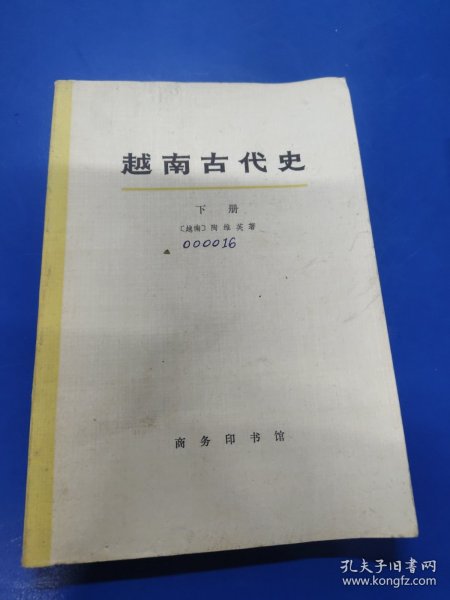 越南古代史
下 册
〔越南〕陶维英著
000016
商务印书馆
孔夫子旧书网
www.kongfz.com